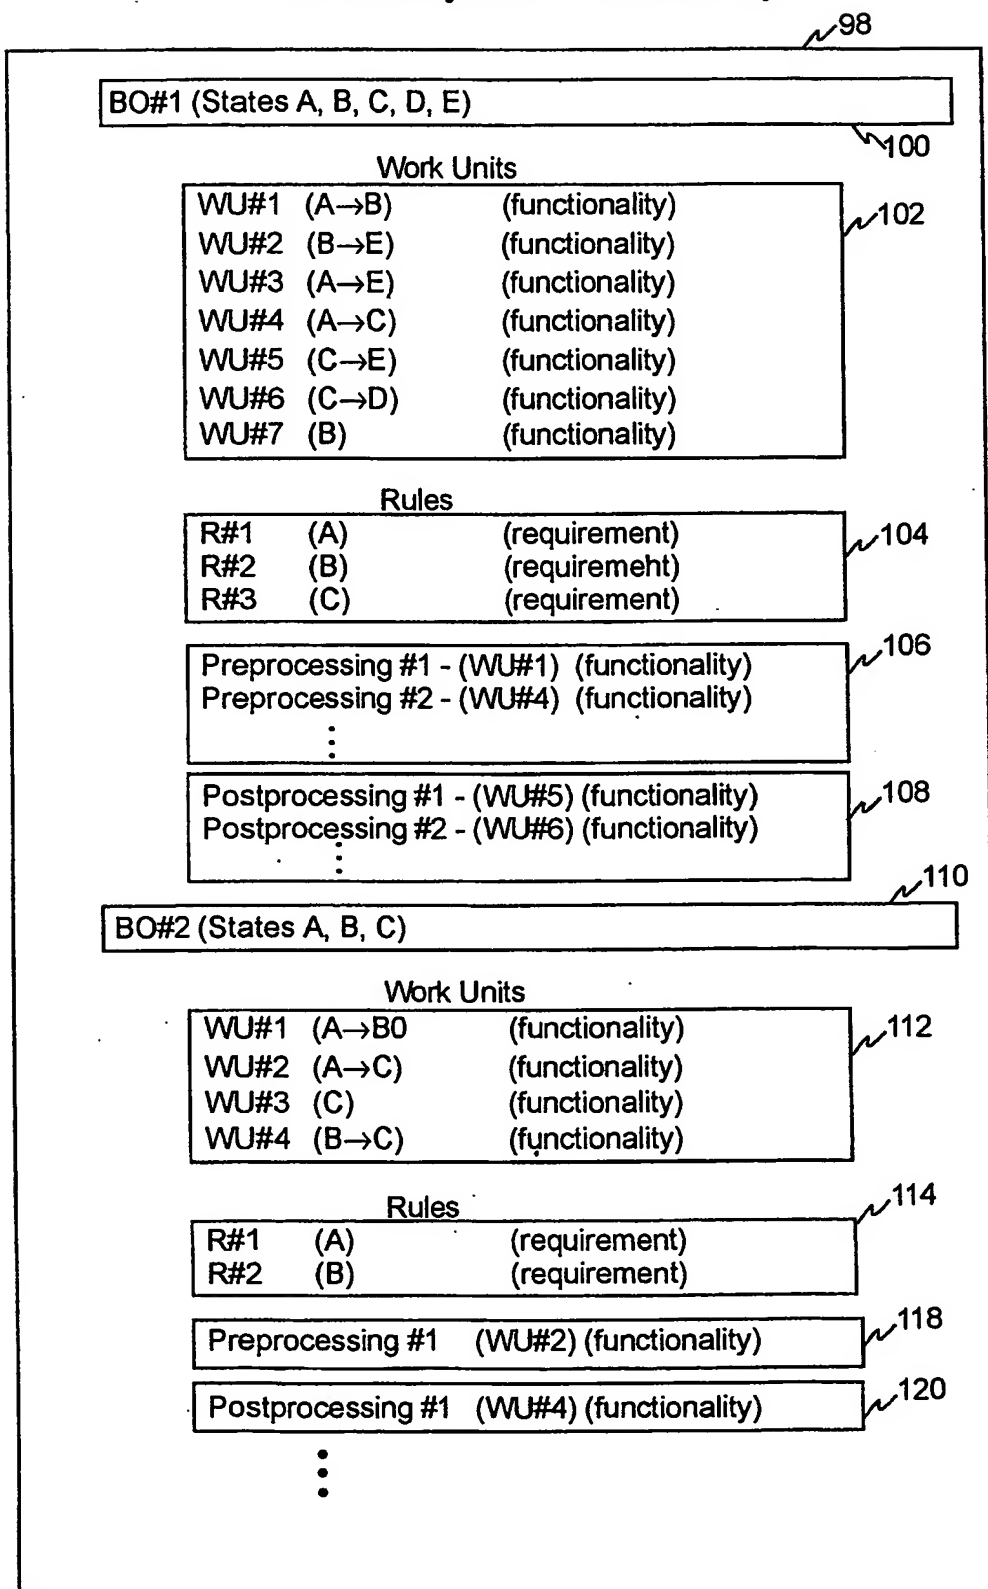 98
BO#1 (States A, B, C, D, E)
100
Work Units
WU#1 (A→B) (functionality)
102
WU#2 (B→E) (functionality)
WU#3 (A→E) (functionality)
WU#4 (A→C) (functionality)
WU#5 (C→E) (functionality)
WU#6 (C→D) (functionality)
WU#7 (B) (functionality)
Rules
R#1 (A) (requirement)
104
R#2 (B) (requiremeht)
R#3 (C) (requirement)
106
Preprocessing #1 - (WU#1) (functionality)
Preprocessing #2 - (WU#4) (functionality)
Postprocessing #1 - (WU#5) (functionality)
108
Postprocessing #2 - (WU#6) (functionality)
110
BO#2 (States A, B, C)
Work Units
WU#1 (A→B0 (functionality)
112
WU#2 (A→C) (functionality)
WU#3 (C) (functionality)
WU#4 (B→C) (functionality)
114
Rules
R#1 (A) (requirement)
R#2 (B) (requirement)
118
Preprocessing #1 (WU#2) (functionality)
120
Postprocessing #1 (WU#4) (functionality)